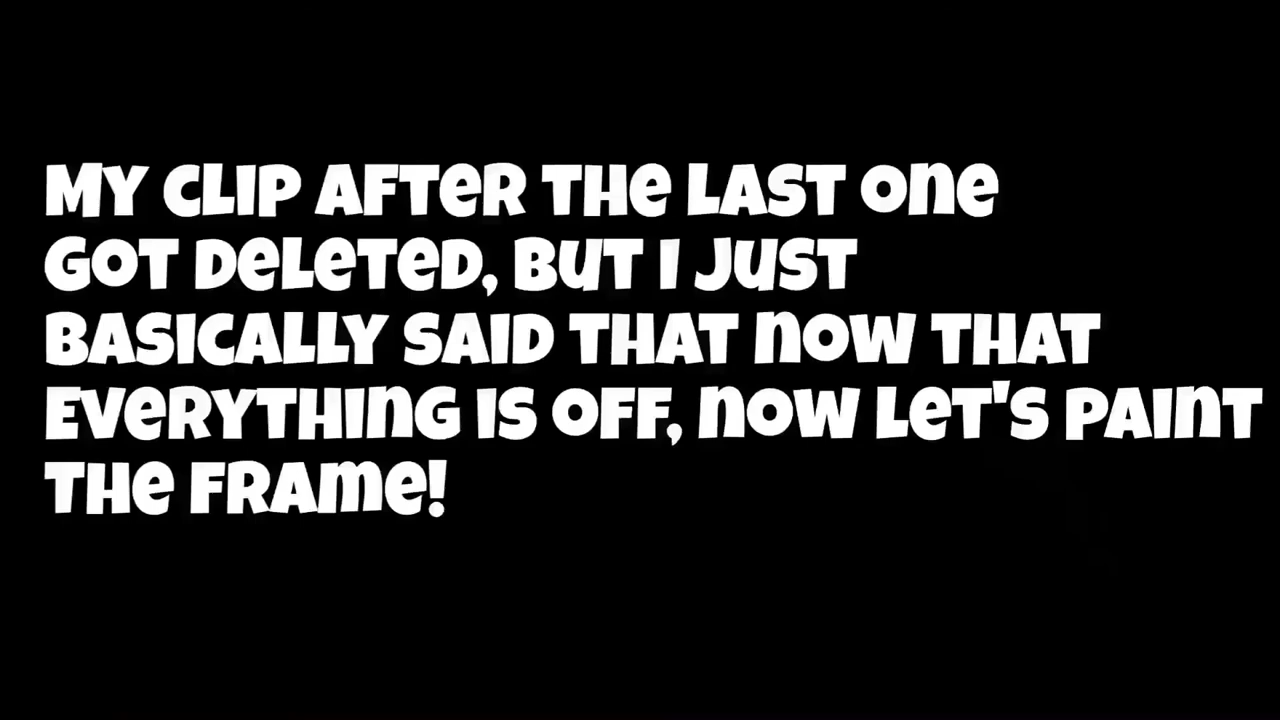 My clip after the last one
got deleted, but I just
basically said that now that
everything is off, now let's paint
the frame!